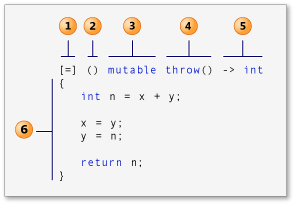 1 2 3 4 5
[=] () mutable throw() -> int
{
int n = x + y;
x = y;
y = n;
6
return n;
}